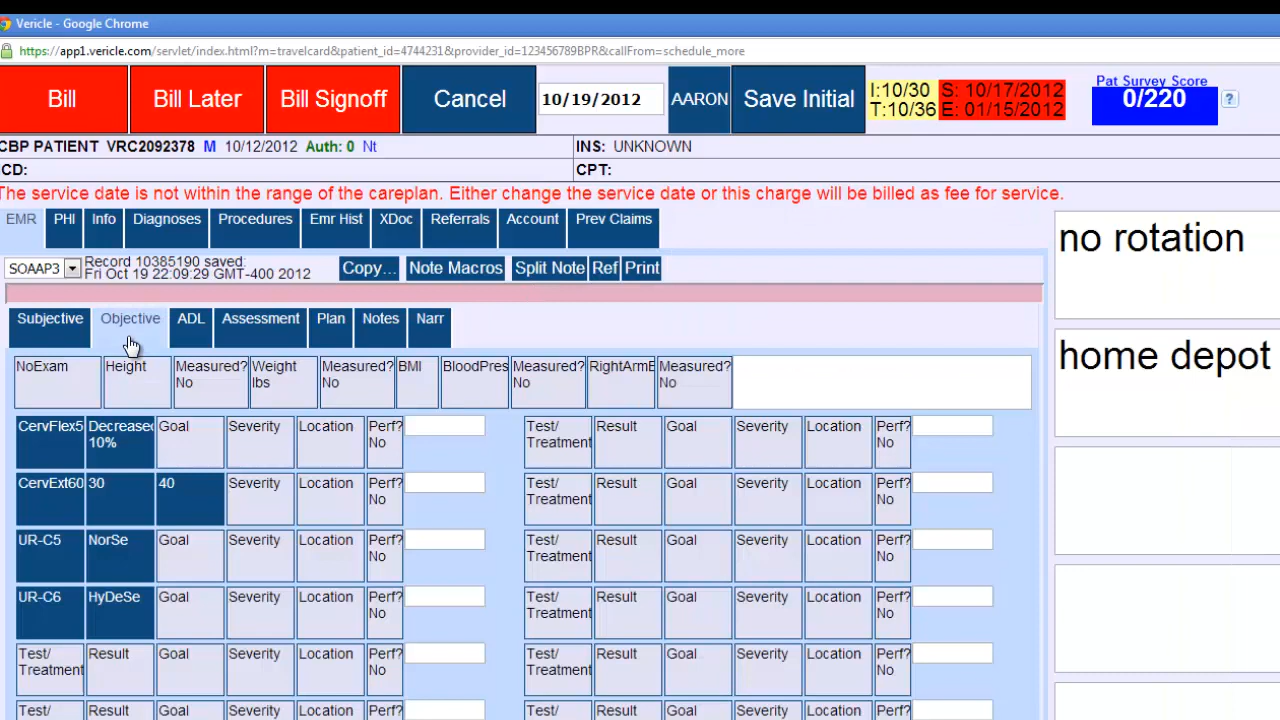 Vericle - Google Chrome
https://app1.vericle.com/servlet/index.html?m=travelcard&patient_id=4744231&provider_id=123456789BPR&callFrom=schedule_more
Bill Bill Later Bill Signoff Cancel 10/19/2012 AARON Save Initial I:10/30 S: 10/17/2012 Pat Survey Score
T:10/36 E: 01/15/2012 0/220 ?
CBP PATIENT VRC2092378 M 10/12/2012 Auth: 0 Nt INS: UNKNOWN
CD: CPT:
The service date is not within the range of the careplan. Either change the service date or this charge will be billed as fee for service.
EMR PHI Info Diagnoses Procedures Emr Hist XDoc Referrals Account Prev Claims
no rotation
SOAAP3 Record 10385190 saved: Copy... Note Macros Split Note Ref Print
Fri Oct 19 22:09:29 GMT-400 2012
Subjective Objective ADL Assessment Plan Notes Narr
home depot
NoExam Height Measured? Weight Measured? BMI BloodPres Measured? RightArmB Measured?
No lbs No No No
CervFlex5 Decreased Goal Severity Location Perf? Test/ Result Goal Severity Location Perf?
10% No Treatment No
CervExt60 30 40 Severity Location Perf? Test/ Result Goal Severity Location Perf?
No Treatment No
UR-C5 NorSe Goal Severity Location Perf? Test/ Result Goal Severity Location Perf?
No Treatment No
UR-C6 HyDeSe Goal Severity Location Perf? Test/ Result Goal Severity Location Perf?
No Treatment No
Test/ Result Goal Severity Location Perf? Test/ Result Goal Severity Location Perf?
Treatment No Treatment No
Test/ Result Goal Severity Location Perf? Test/ Result Goal Severity Location Perf?